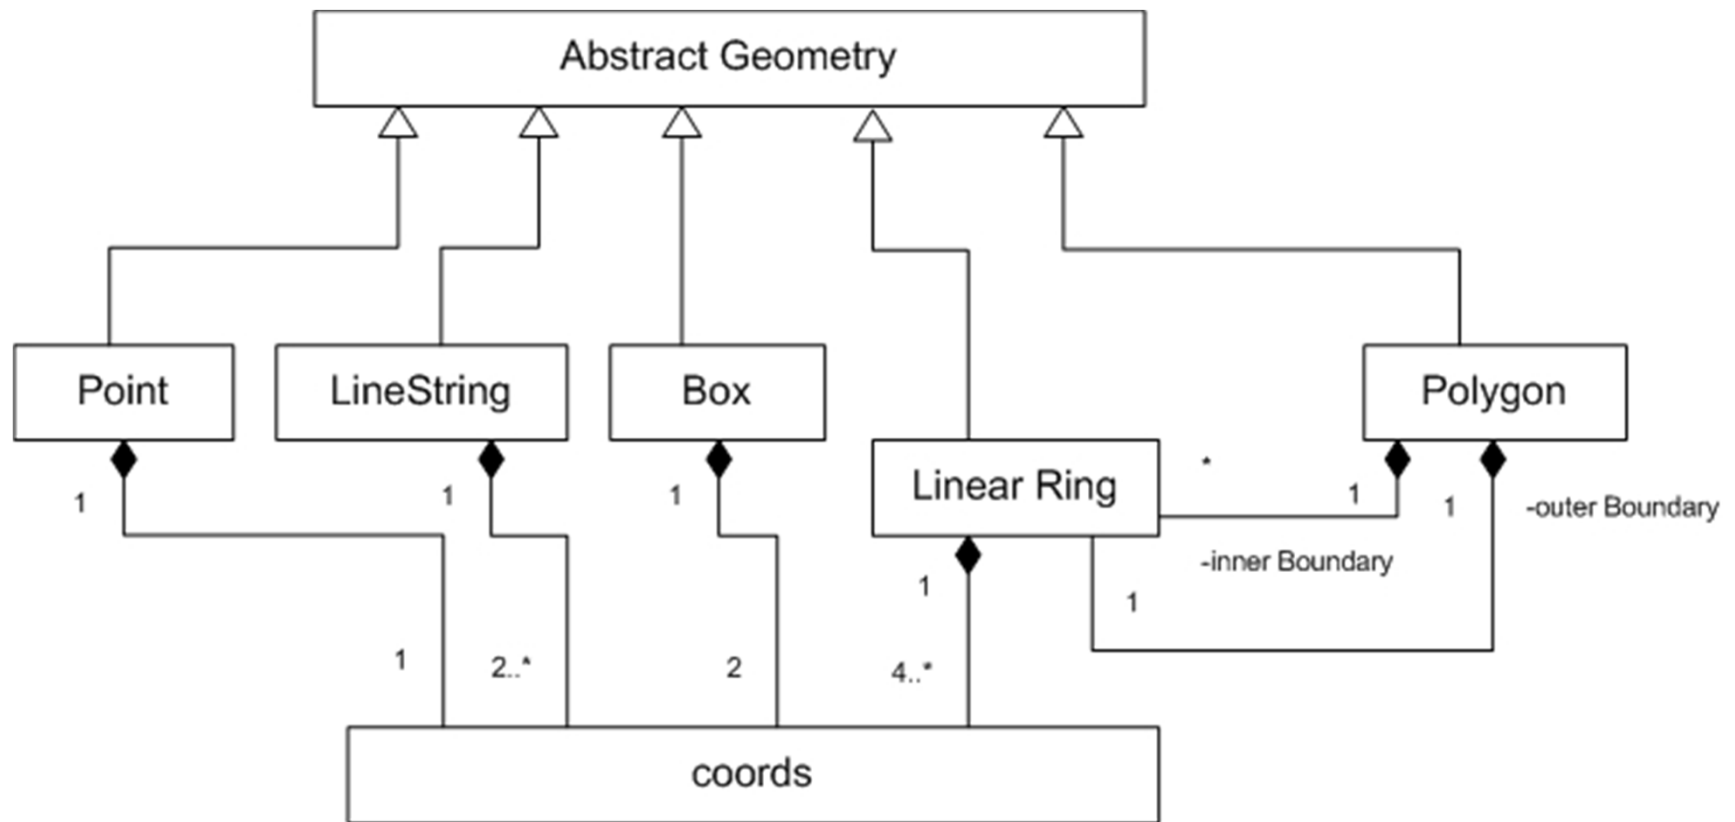 Abstract Geometry
Point
LineString
Box
Polygon
Linear Ring
*
1
1
1
1
1
-outer Boundary
-inner Boundary
1
1
1
2..*
2
4..*
coords